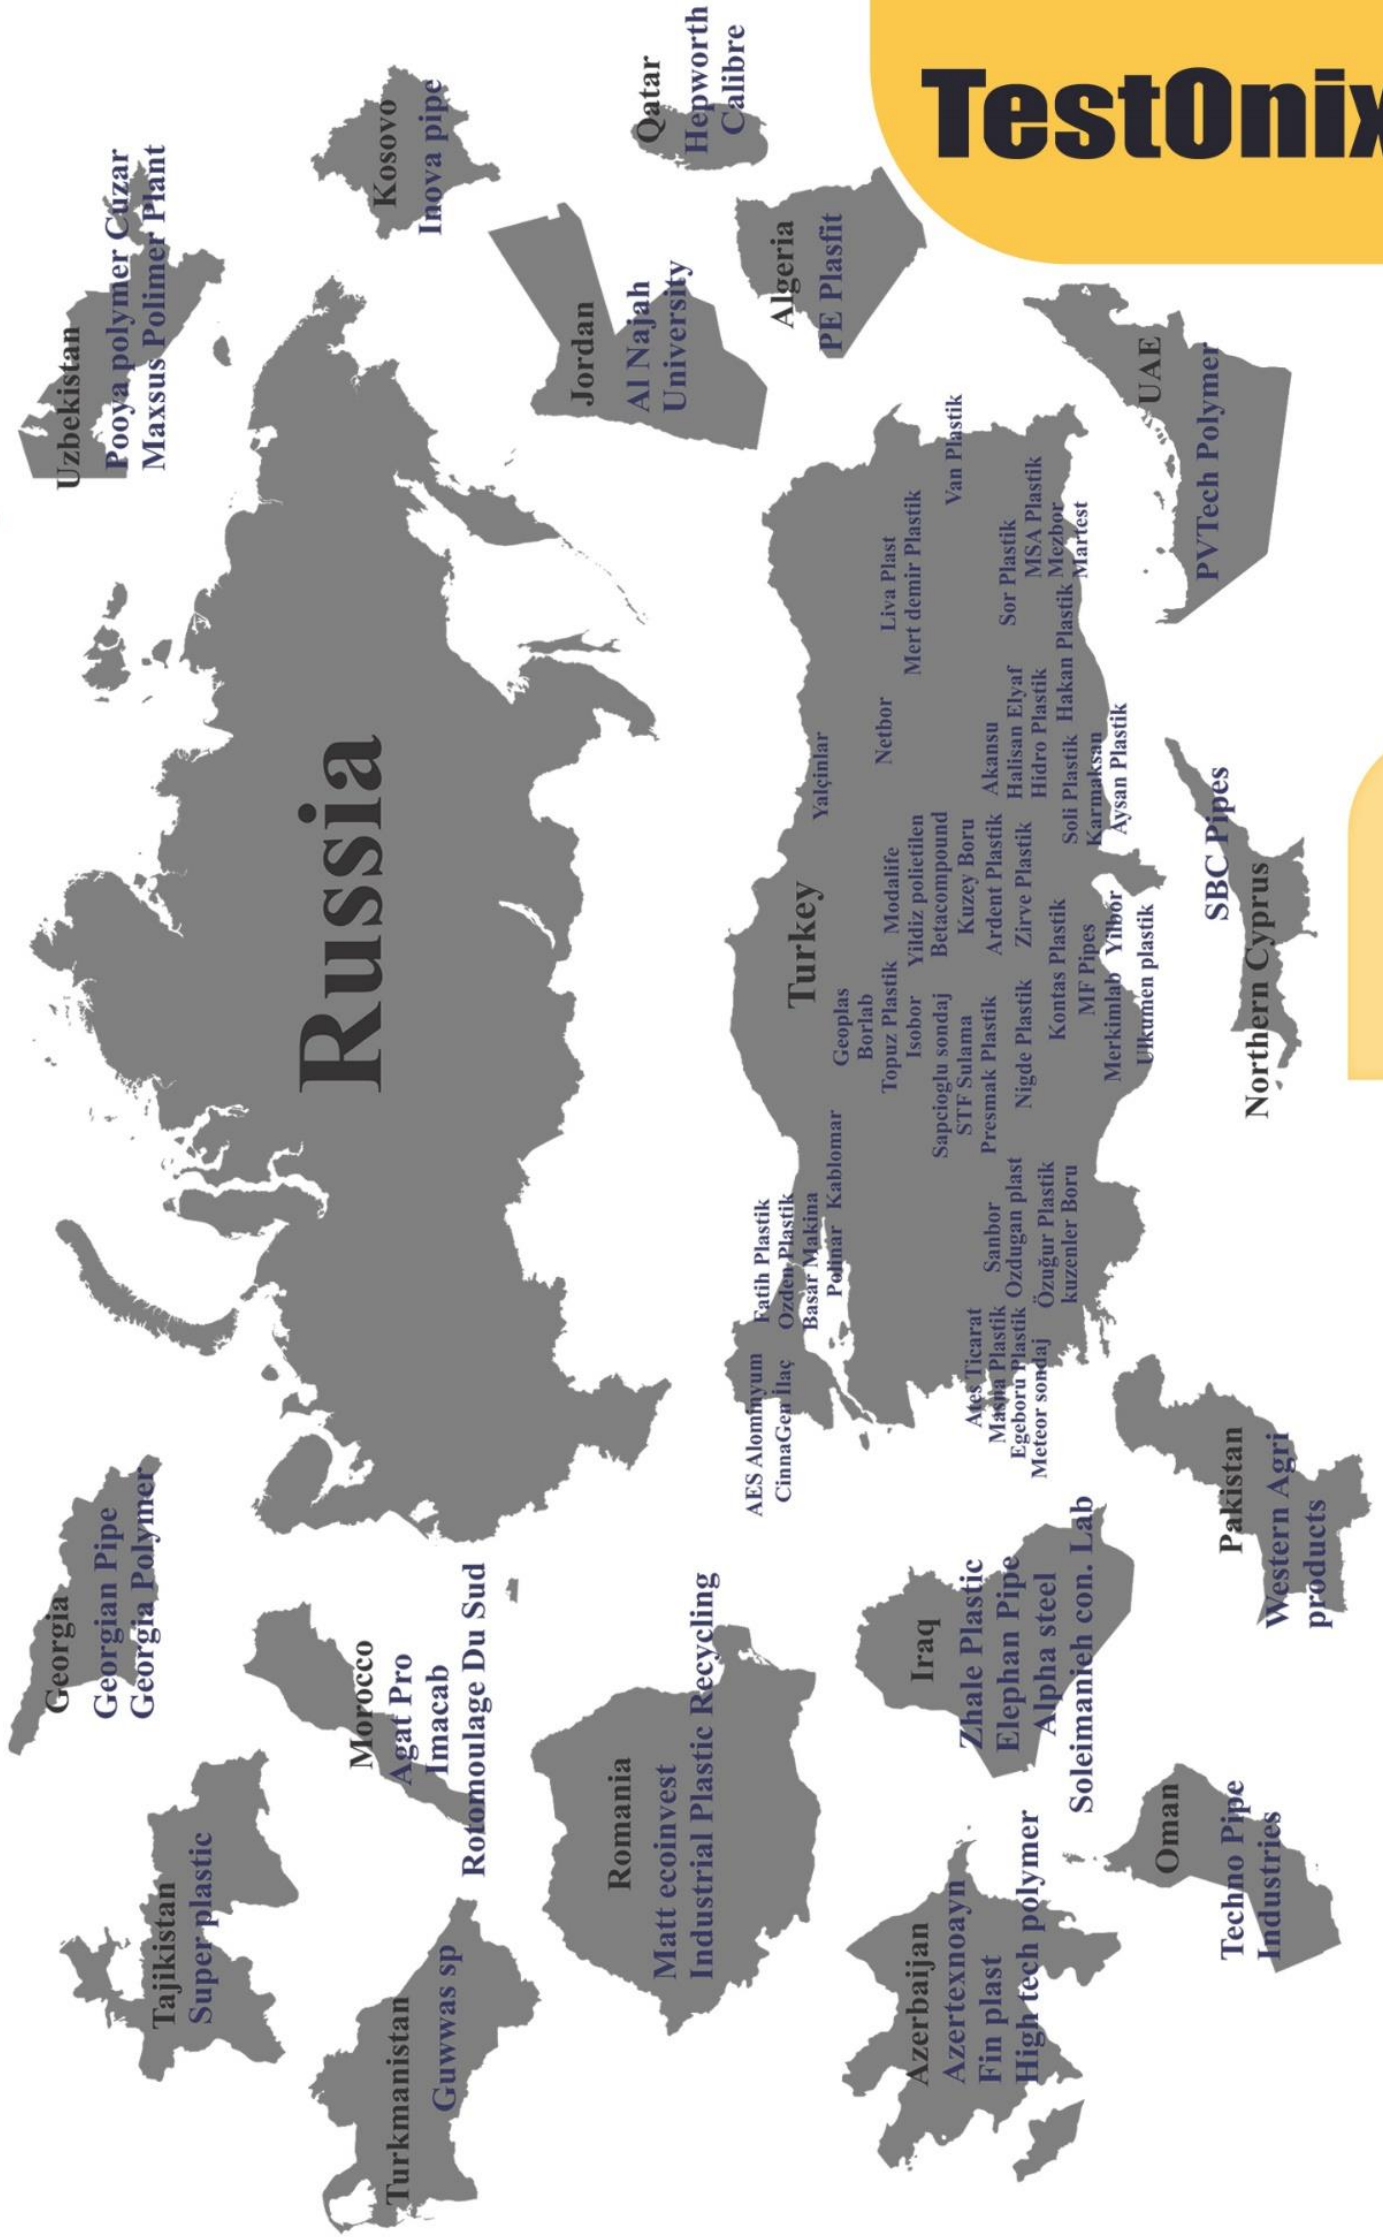 TestOnix
Georgia
Georgian Pipe
Georgia Polymer
Uzbekistan
Pooya polymer Cuzar
Maxsus Polimer Plant
Tajikistan
Super plastic
Russia
Kosovo
Inova pipe
Morocco
Agat Pro
Imacab
Rotomoulage Du Sud
Turkmanistan
Guwwas sp
Qatar
Hepworth
Calibre
Jordan
Al Najah
University
Romania
Matt ecoinvest
Industrial Plastic Recycling
Algeria
PE Plasfit
Turkey
AES Alominyum
CinnaGen İlaç
Fatih Plastik
Ozden Plastik
Basar Makina
Polinar Kablomar
Yalçinlar
Geoplas
Borlab
Topuz Plastik Modalife
Isobor Yildiz polietilen
Netbor
Liva Plast
Mert demir Plastik
Van Plastik
Sapcioglu sondaj Betacompound
STF Sulama Kuzey Boru
Presmak Plastik Ardent Plastik Akansu
Nigde Plastik Zirve Plastik Halisan Elyaf
Hidro Plastik
Sor Plastik
MSA Plastik
Mezbor
Martest
Ates Ticarat
Maspa Plastik
Egeboru Plastik
Meteor sondaj
Sanbor
Ozdugan plast
Özuğur Plastik
kuzenler Boru
Kontas Plastik
MF Pipes
Soli Plastik Hakan Plastik
Karmaksan
Aysan Plastik
Merkimlab Yilbor
Ulkumen plastik
Iraq
Zhale Plastic
Elephan Pipe
Alpha steel
Soleimanieh con. Lab
Azerbaijan
Azertexnoayn
Fin plast
High tech polymer
UAE
PVTech Polymer
Oman
Techno Pipe
Industries
Pakistan
Western Agri
products
SBC Pipes
Northern Cyprus